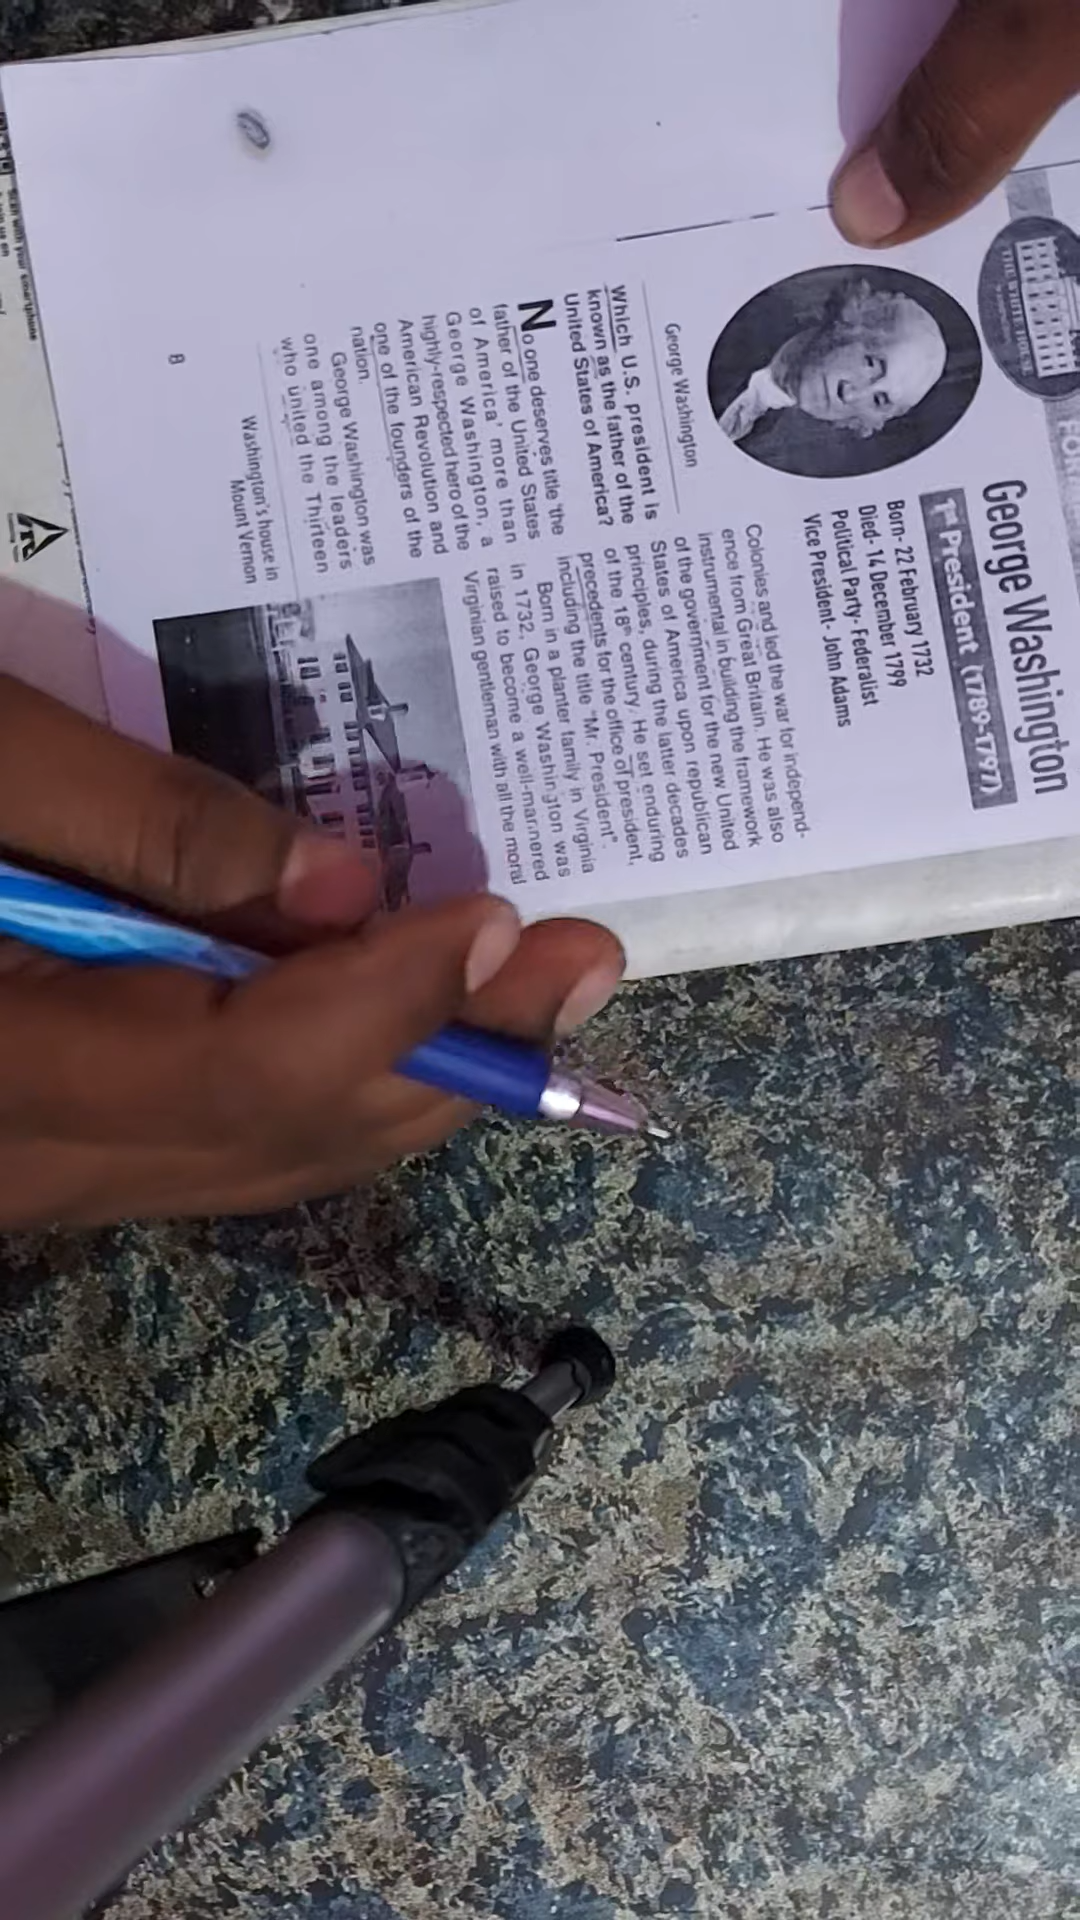 THE WHITE HOUSE
George Washington
1st President (1789-1797)
Born- 22 February 1732
Died- 14 December 1799
Political Party- Federalist
Vice President- John Adams
George Washington
Which U.S. president is
known as the father of the
United States of America?
No one deserves title 'the
father of the United States
of America' more than
George Washington, a
highly-respected hero of the
American Revolution and
one of the founders of the
nation.
George Washington was
one among the leaders
who united the Thirteen
Colonies and led the war for independ-
ence from Great Britain. He was also
instrumental in building the framework
of the government for the new United
States of America upon republican
principles, during the latter decades
of the 18th century. He set enduring
precedents for the office of president,
including the title "Mr. President".
Born in a planter family in Virginia
in 1732, George Washington was
raised to become a well-mannered
Virginian gentleman with all the moral
Washington's house in
Mount Vernon
8
Scan with your smartphone